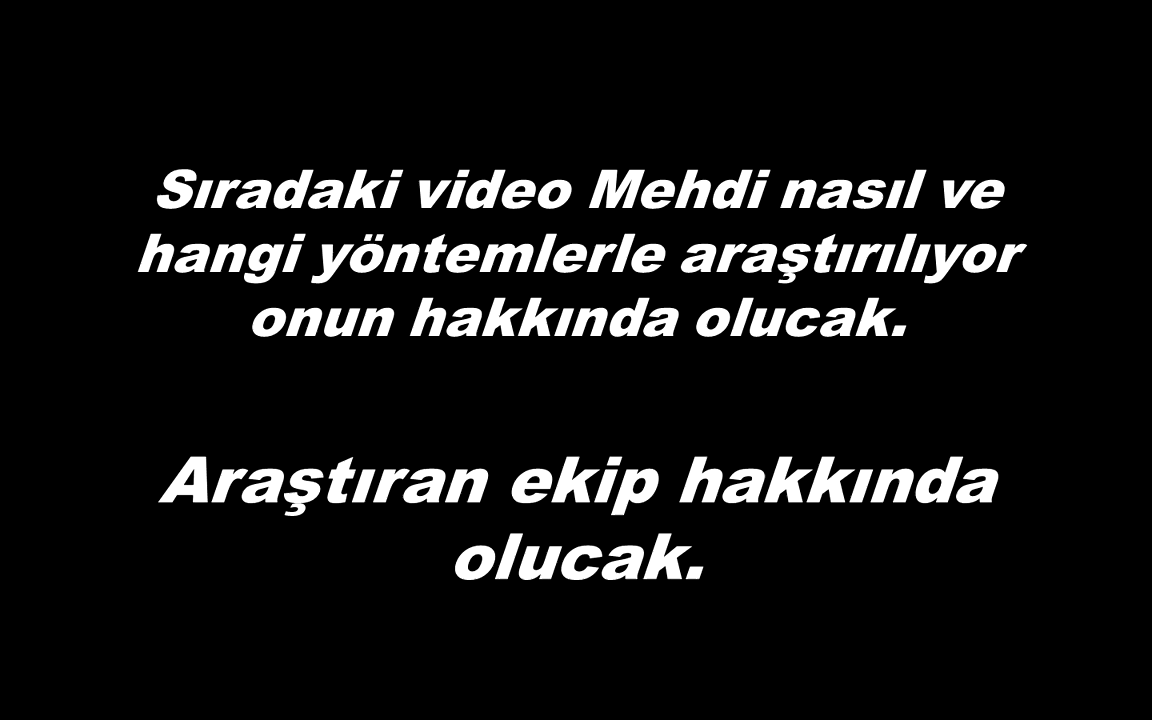 Sıradaki video Mehdi nasıl ve
hangi yöntemlerle araştırılıyor
onun hakkında olucak.
Araştıran ekip hakkında
olucak.